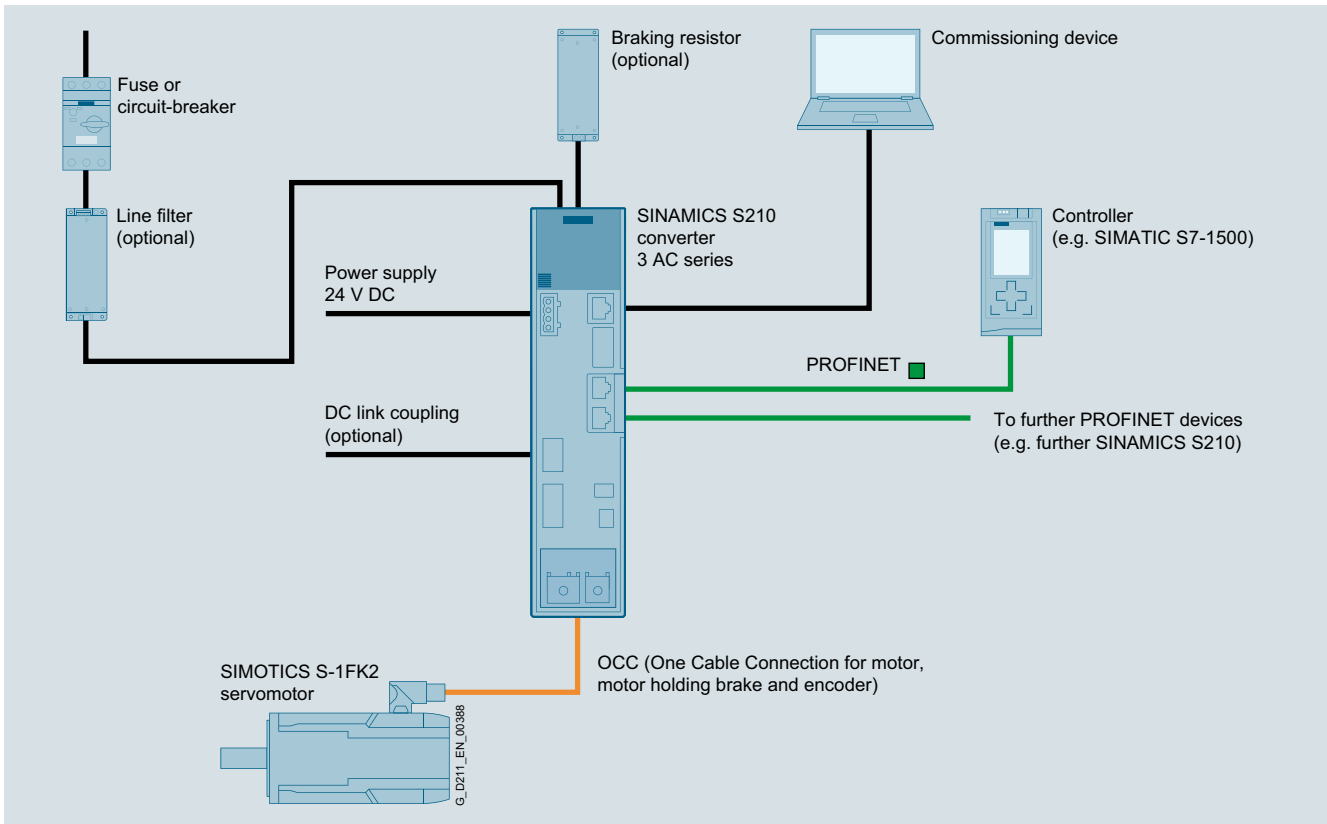 Fuse or
circuit-breaker
Braking resistor
(optional)
Commissioning device
Line filter
(optional)
SINAMICS S210
converter
3 AC series
Controller
(e.g. SIMATIC S7-1500)
Power supply
24 V DC
PROFINET
DC link coupling
(optional)
To further PROFINET devices
(e.g. further SINAMICS S210)
SIMOTICS S-1FK2
servomotor
OCC (One Cable Connection for motor,
motor holding brake and encoder)
G_D211_EN_00388